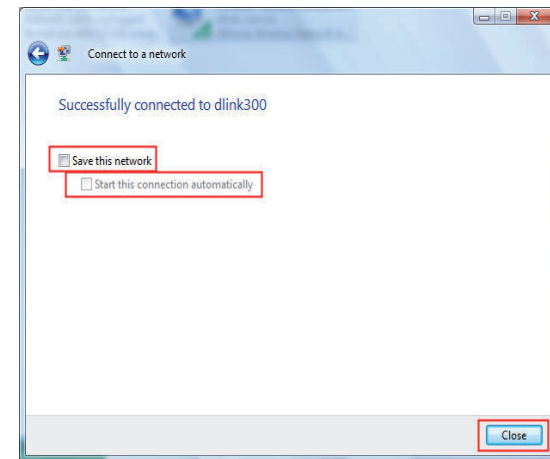 Connect to a network
Successfully connected to dlink300
Save this network
Start this connection automatically
Close